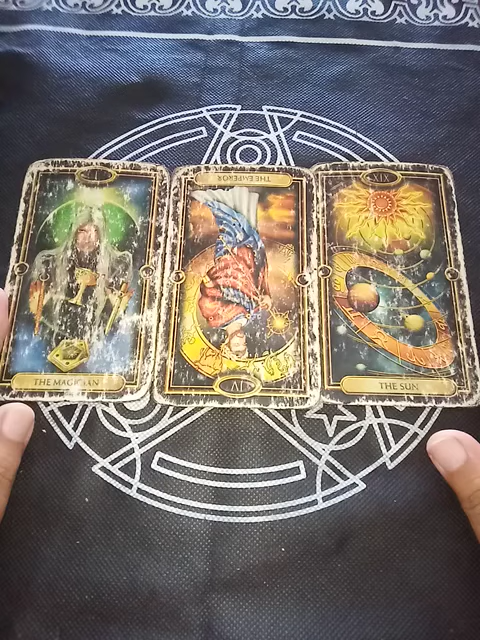 THE MAGICIAN
THE EMPEROR
IV
XIX
THE SUN